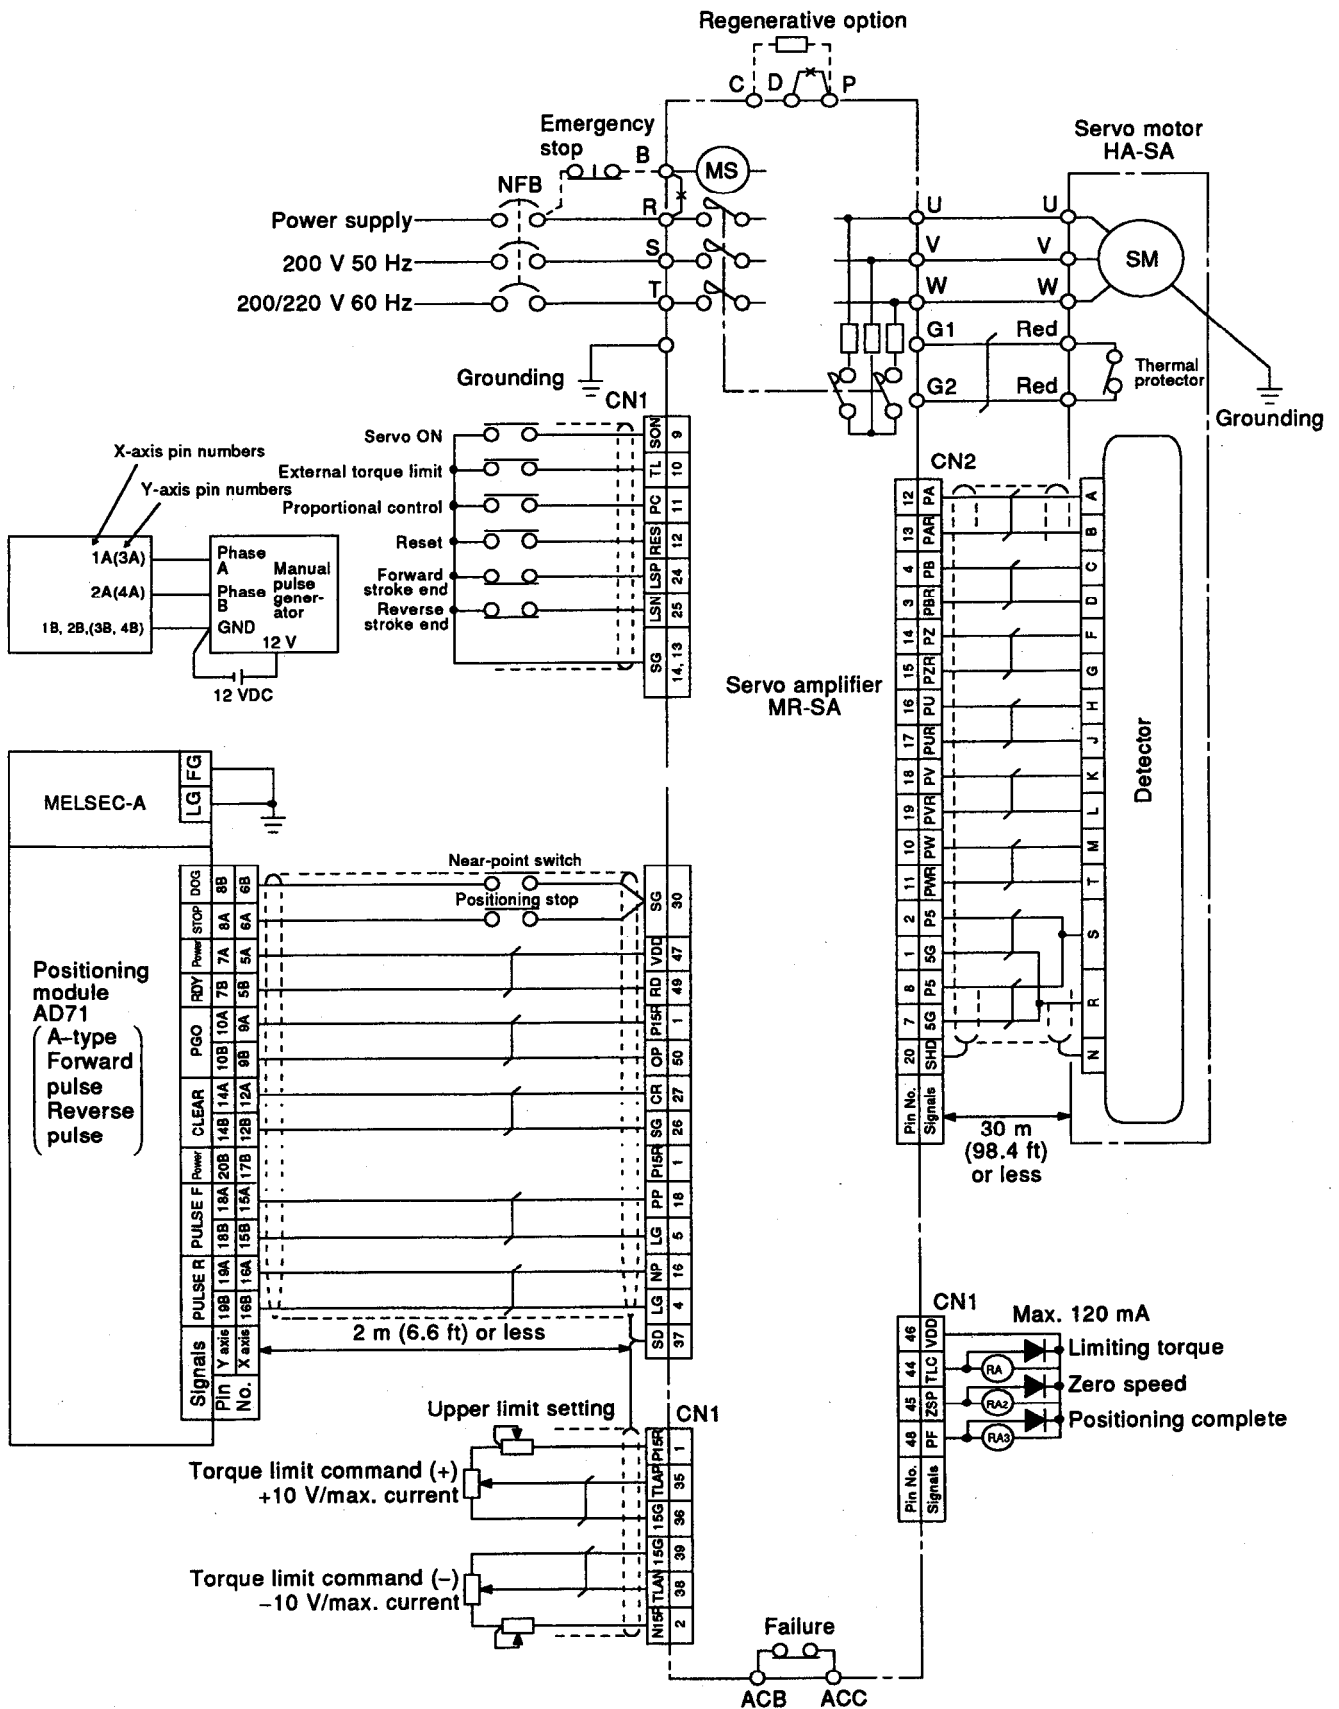 Regenerative option
C D P
Emergency
stop
B
MS
NFB
Power supply
R
200 V 50 Hz
S
200/220 V 60 Hz
T
Grounding
Servo motor
HA-SA
U U
V V
W W
SM
G1 Red
G2 Red
Thermal
protector
Grounding
CN1
Servo ON
SON 9
External torque limit
TL 10
Proportional control
PC 11
Reset
RES 12
Forward
stroke end
LSP 24
Reverse
stroke end
LSN 25
SG 14, 13
X-axis pin numbers
Y-axis pin numbers
1A(3A)
2A(4A)
1B, 2B,(3B, 4B)
Phase
A
Phase
B
GND
Manual
pulse
gener-
ator
12 V
12 VDC
Servo amplifier
MR-SA
CN2
12 PA A
13 PAR B
4 PB C
3 PBR D
14 PZ F
15 PZR G
16 PU H
17 PUR J
18 PV K
19 PVR L
10 PW M
11 PWR T
2 P5
S
1 5G
8 P5
R
7 5G
20 SHD N
Pin No. Signals
Detector
30 m
(98.4 ft)
or less
MELSEC-A
FG
LG
Positioning
module
AD71
A-type
Forward
pulse
Reverse
pulse
DOG 8B 6B
STOP 8A 6A
Power 7A 5A
RDY 7B 5B
PGO 10A 9A
10B 9B
CLEAR 14A 12A
14B 12B
Power 20B 17B
PULSE F 18A 15A
18B 15B
PULSE R 19A 16A
19B 16B
Signals
Pin No.
Y axis X axis
Near-point switch
Positioning stop
SG 30
VDD 47
RD 49
P15R 1
OP 50
CR 27
SG 26
P15R 1
PP 18
LG 5
NP 16
LG 4
SD 37
2 m (6.6 ft) or less
Upper limit setting
CN1
P15R 1
Torque limit command (+)
+10 V/max. current
TLAP 35
15G 36
15G 39
Torque limit command (−)
−10 V/max. current
TLAN 38
N15R 2
CN1
Max. 120 mA
46 VDD
44 TLC
RA
Limiting torque
45 ZSP
RA2
Zero speed
48 PF
RA3
Positioning complete
Pin No. Signals
Failure
ACB ACC